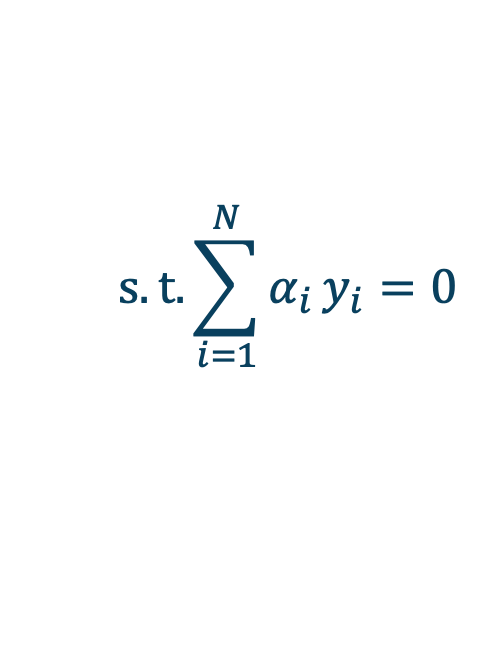 s.t. ∑_{i=1}^{N} α_i y_i = 0